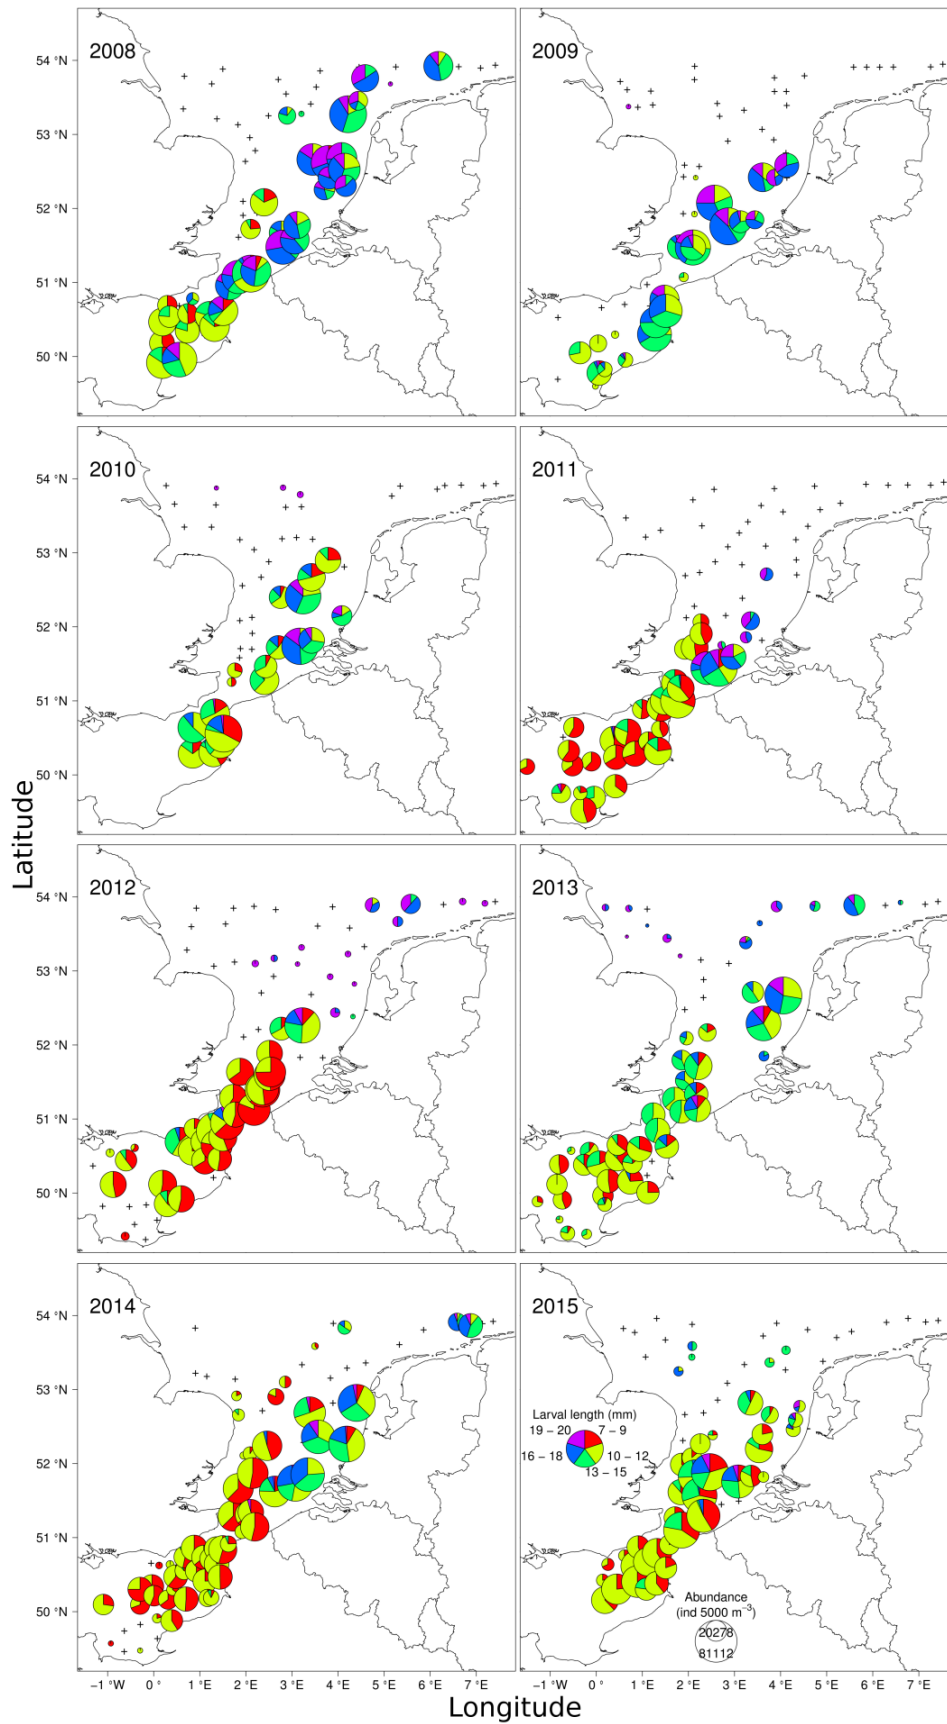 2008
2009
54 °N
53 °N
52 °N
51 °N
50 °N
2010
2011
54 °N
53 °N
52 °N
51 °N
50 °N
Latitude
2012
2013
54 °N
53 °N
52 °N
51 °N
50 °N
2014
2015
54 °N
53 °N
52 °N
51 °N
50 °N
Larval length (mm)
19 – 20
7 – 9
16 – 18
10 – 12
13 – 15
Abundance
(ind 5000 m⁻³)
20278
81112
−1 °W 0 ° 1 °E 2 °E 3 °E 4 °E 5 °E 6 °E 7 °E
−1 °W 0 ° 1 °E 2 °E 3 °E 4 °E 5 °E 6 °E 7 °E
Longitude